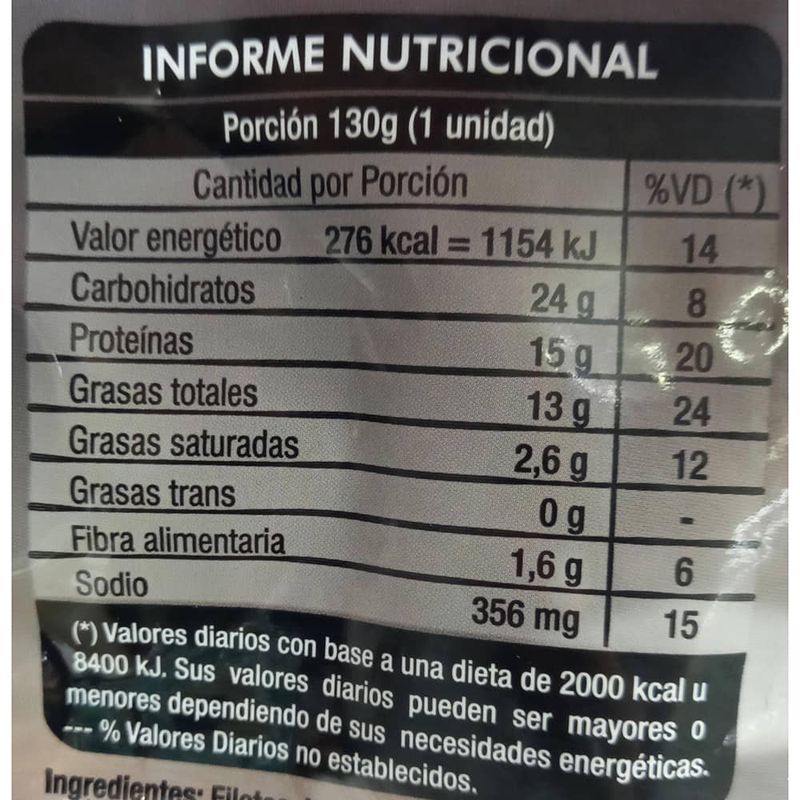 INFORME NUTRICIONAL
Porción 130g (1 unidad)
Cantidad por Porción %VD (*)
Valor energético 276 kcal = 1154 kJ 14
Carbohidratos 24 g 8
Proteínas 15 g 20
Grasas totales 13 g 24
Grasas saturadas 2,6 g 12
Grasas trans 0 g -
Fibra alimentaria 1,6 g 6
Sodio 356 mg 15
(*) Valores diarios con base a una dieta de 2000 kcal u
8400 kJ. Sus valores diarios pueden ser mayores o
menores dependiendo de sus necesidades energéticas.
--- % Valores Diarios no establecidos.
Ingredientes: